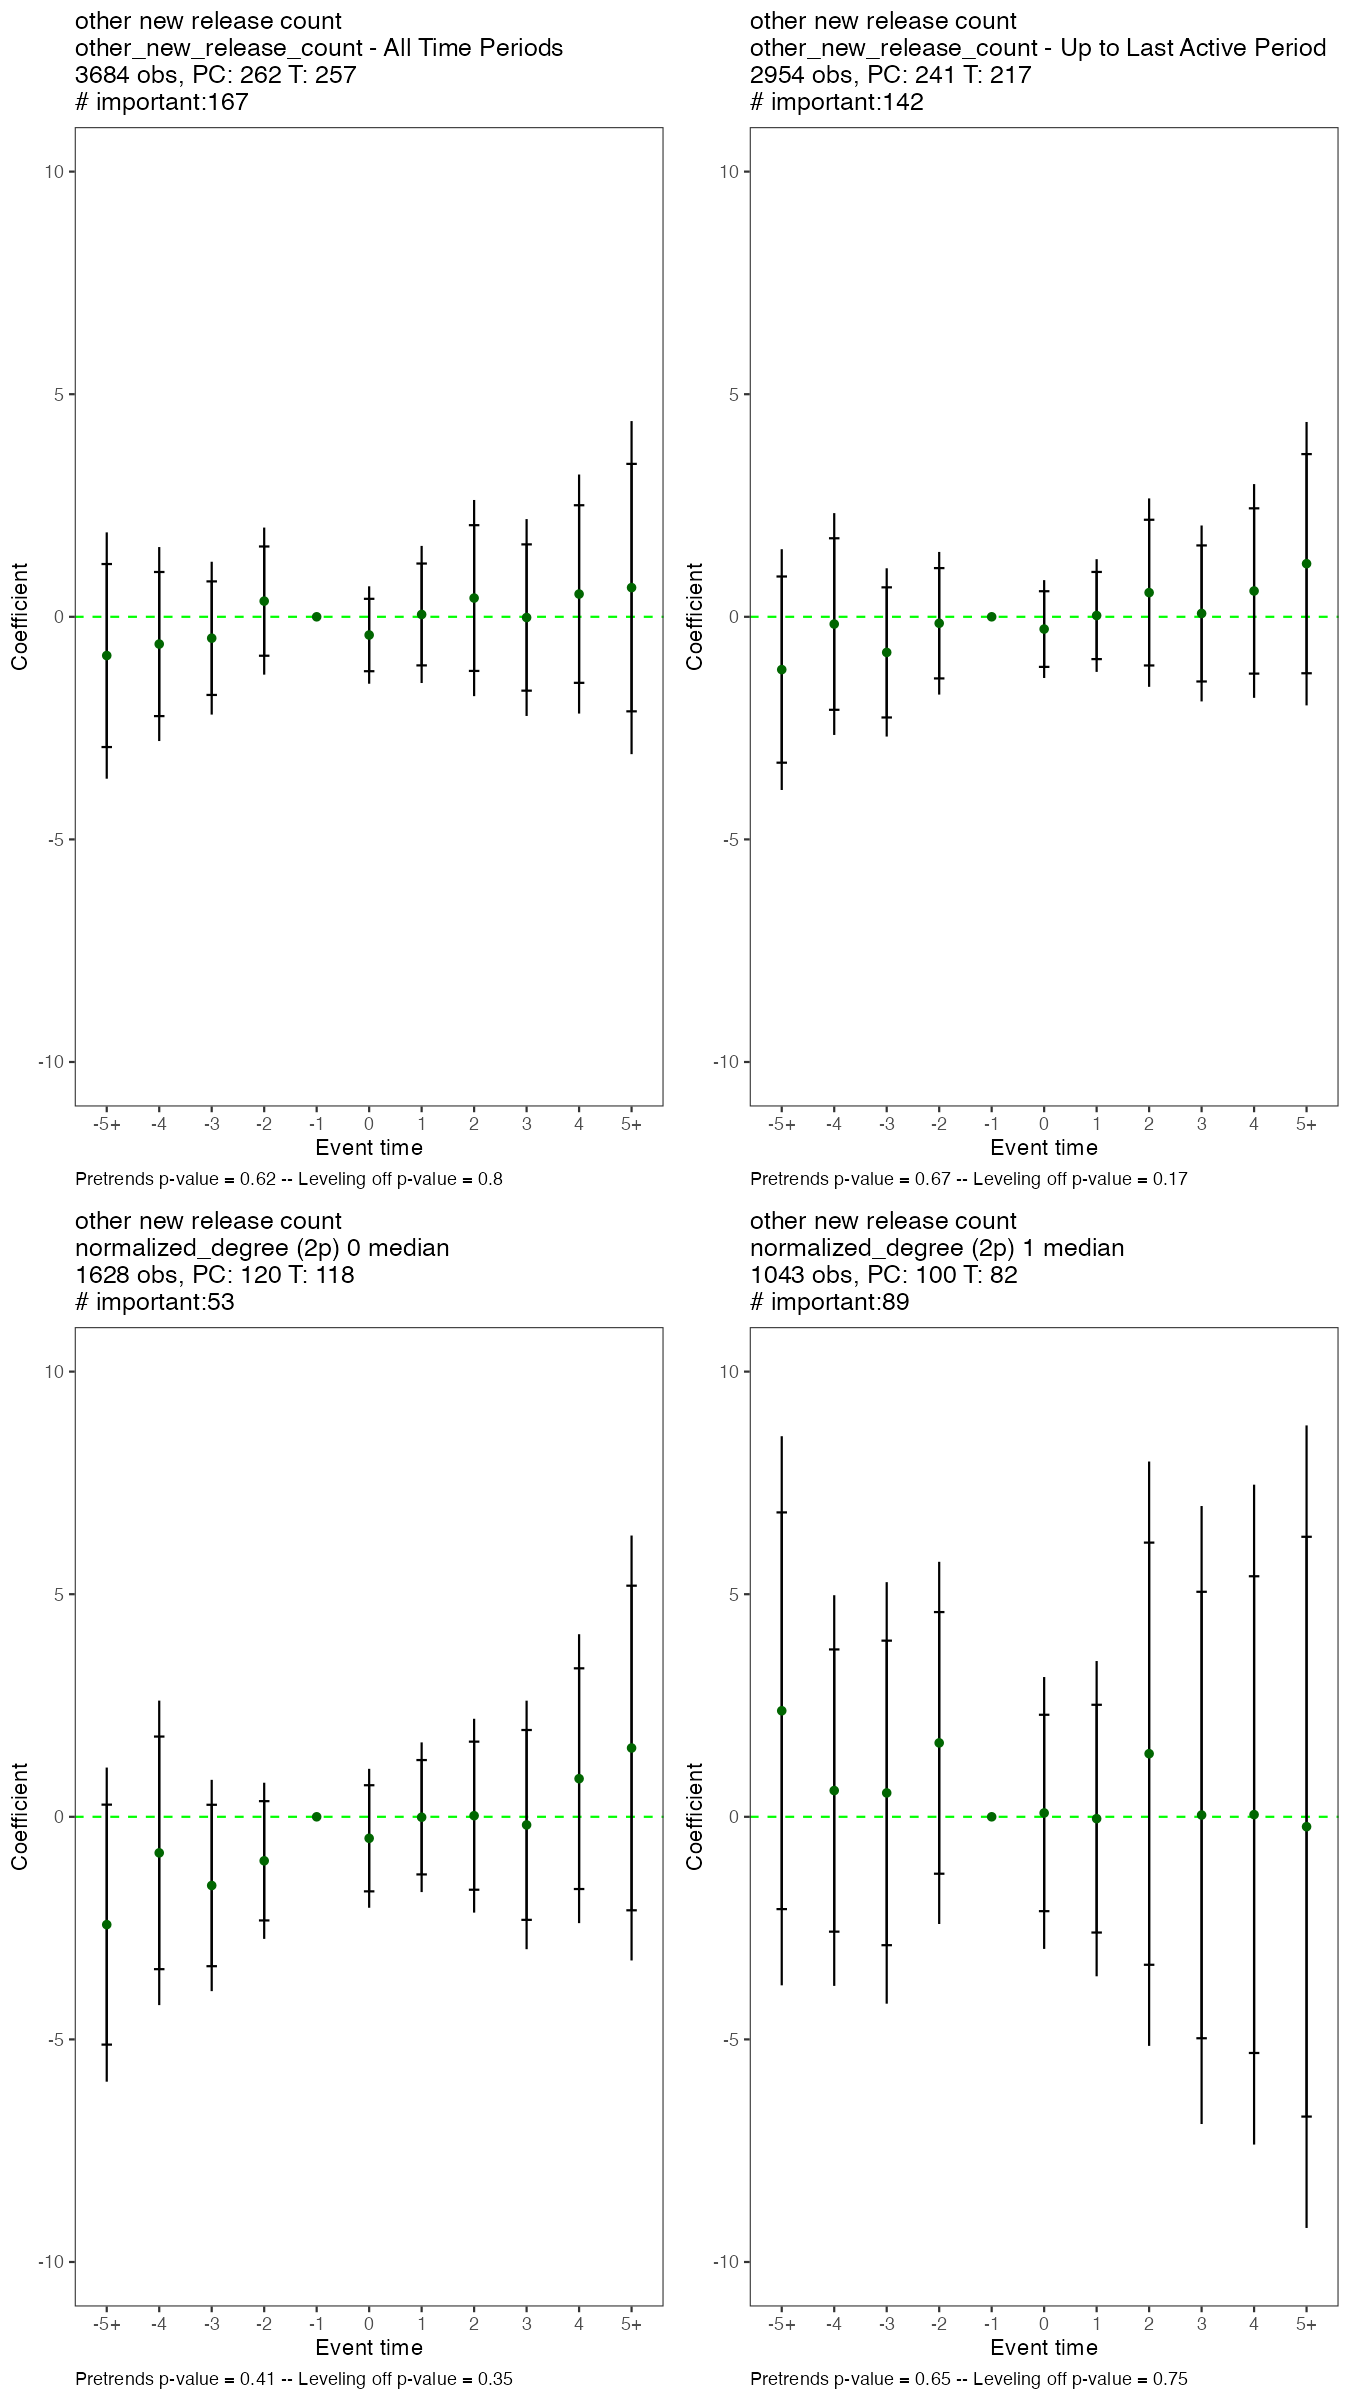 other new release count
other_new_release_count - All Time Periods
3684 obs, PC: 262 T: 257
# important:167
10
5
0
-5
-10
Coefficient
-5+ -4 -3 -2 -1 0 1 2 3 4 5+
Event time
Pretrends p-value = 0.62 -- Leveling off p-value = 0.8
other new release count
other_new_release_count - Up to Last Active Period
2954 obs, PC: 241 T: 217
# important:142
10
5
0
-5
-10
Coefficient
-5+ -4 -3 -2 -1 0 1 2 3 4 5+
Event time
Pretrends p-value = 0.67 -- Leveling off p-value = 0.17
other new release count
normalized_degree (2p) 0 median
1628 obs, PC: 120 T: 118
# important:53
10
5
0
-5
-10
Coefficient
-5+ -4 -3 -2 -1 0 1 2 3 4 5+
Event time
Pretrends p-value = 0.41 -- Leveling off p-value = 0.35
other new release count
normalized_degree (2p) 1 median
1043 obs, PC: 100 T: 82
# important:89
10
5
0
-5
-10
Coefficient
-5+ -4 -3 -2 -1 0 1 2 3 4 5+
Event time
Pretrends p-value = 0.65 -- Leveling off p-value = 0.75